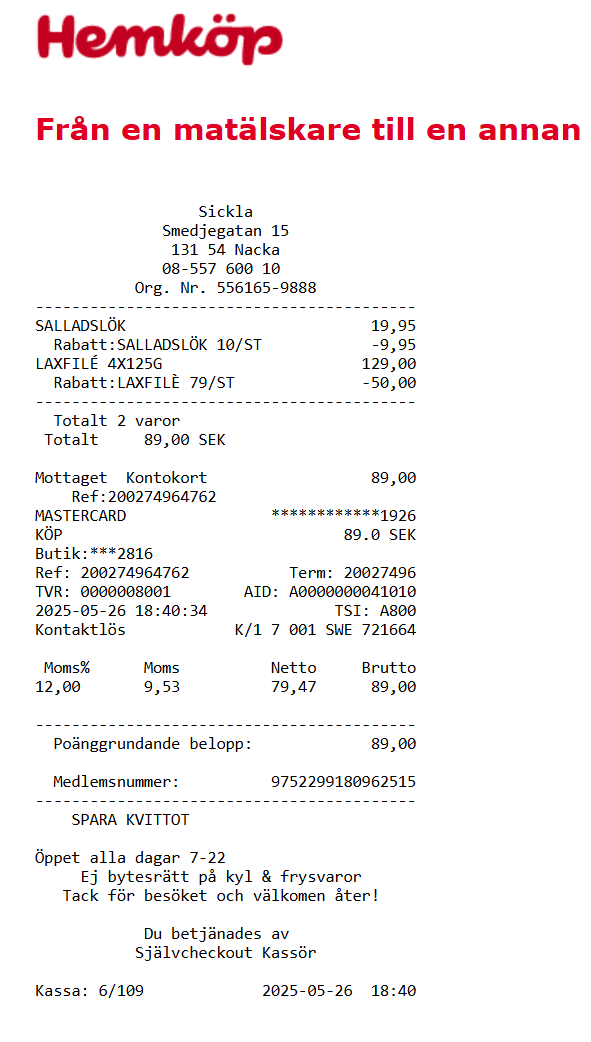 Hemköp
Från en matälskare till en annan
Sickla
Smedjegatan 15
131 54 Nacka
08-557 600 10
Org. Nr. 556165-9888
------------------------------------------
SALLADSLÖK 19,95
Rabatt:SALLADSLÖK 10/ST -9,95
LAXFILÉ 4X125G 129,00
Rabatt:LAXFILÈ 79/ST -50,00
------------------------------------------
Totalt 2 varor
Totalt 89,00 SEK
Mottaget Kontokort 89,00
Ref:200274964762
MASTERCARD ************1926
KÖP 89.0 SEK
Butik:***2816
Ref: 200274964762 Term: 20027496
TVR: 0000008001 AID: A0000000041010
2025-05-26 18:40:34 TSI: A800
Kontaktlös K/1 7 001 SWE 721664
Moms% Moms Netto Brutto
12,00 9,53 79,47 89,00
------------------------------------------
Poänggrundande belopp: 89,00
Medlemsnummer: 9752299180962515
------------------------------------------
SPARA KVITTOT
Öppet alla dagar 7-22
Ej bytesrätt på kyl & frysvaror
Tack för besöket och välkomen åter!
Du betjänades av
Självcheckout Kassör
Kassa: 6/109 2025-05-26 18:40